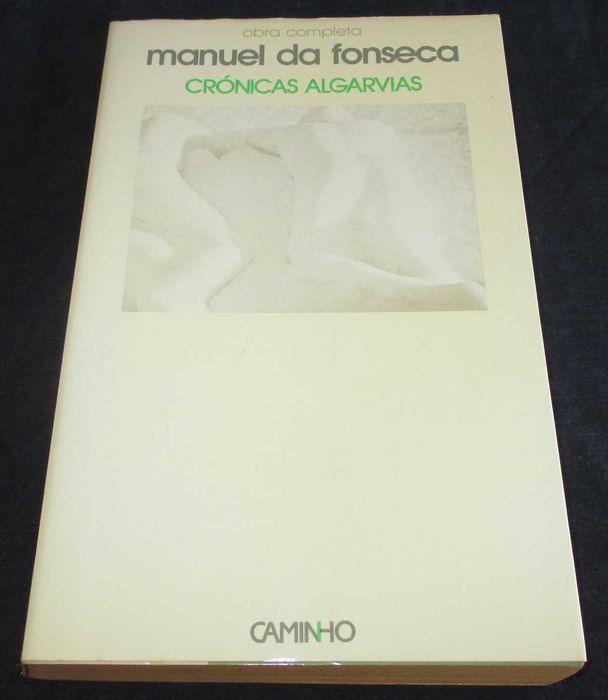 obra completa
manuel da fonseca
CRÓNICAS ALGARVIAS
CAMINHO